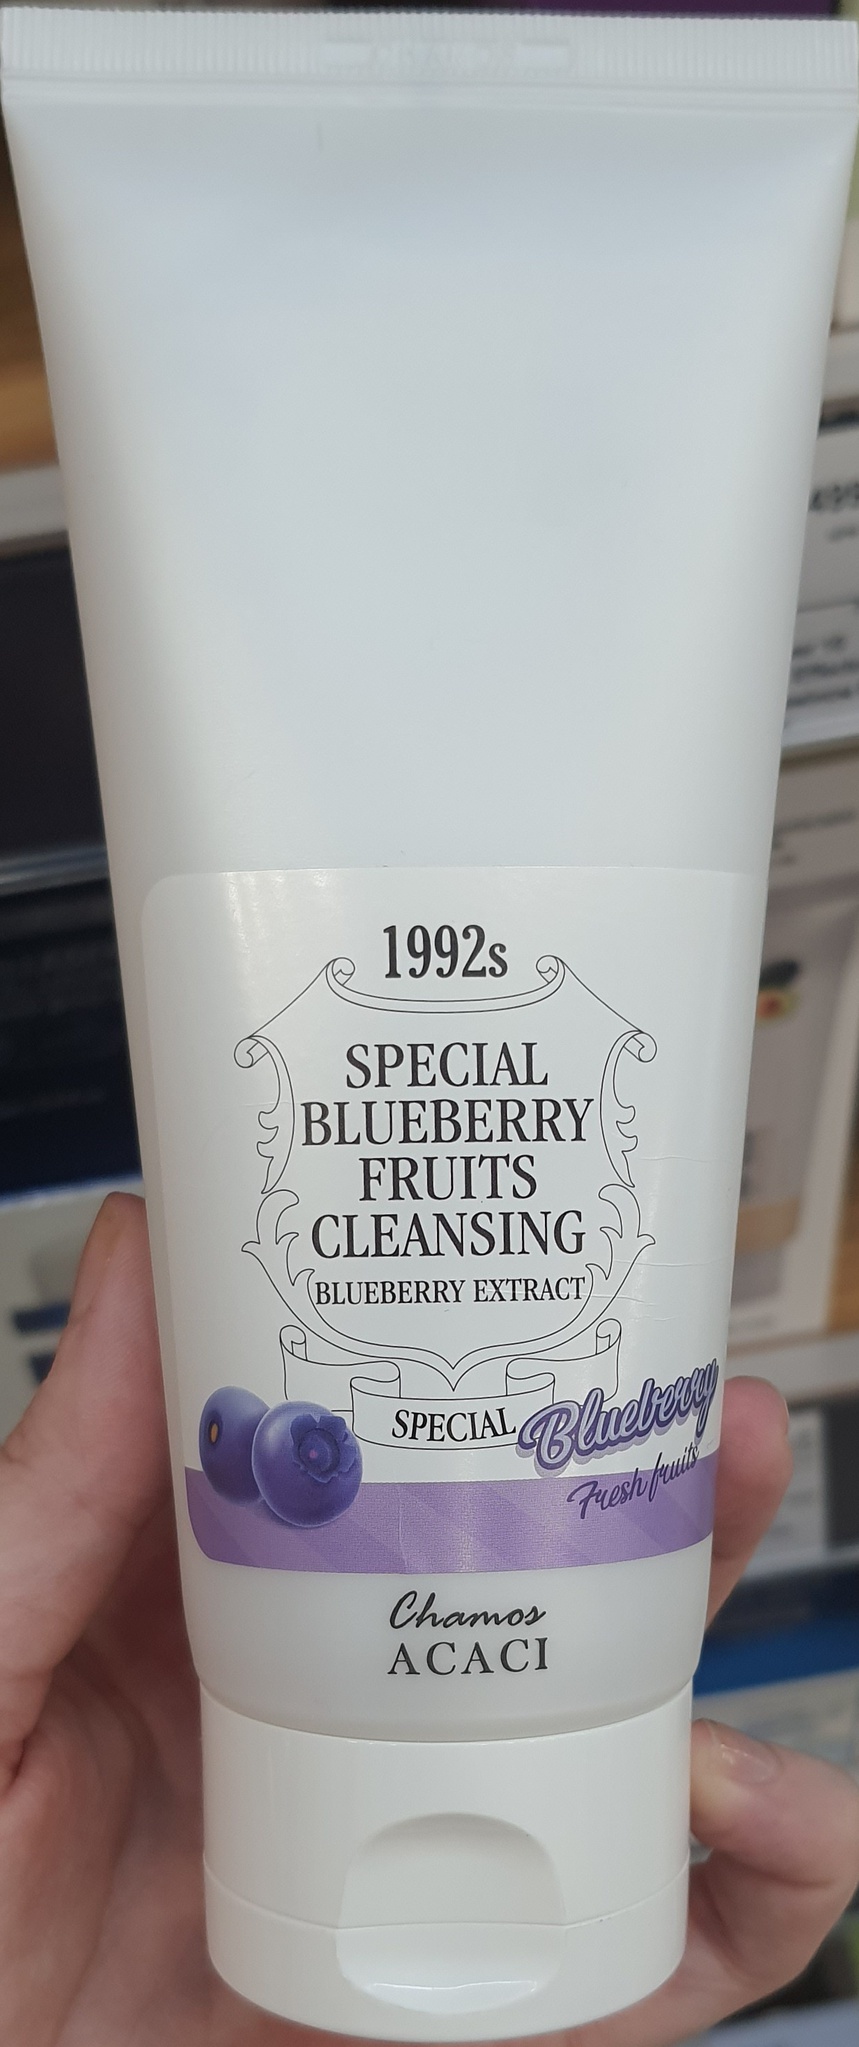 1992s
SPECIAL
BLUEBERRY
FRUITS
CLEANSING
BLUEBERRY EXTRACT
SPECIAL
Blueberry
Fresh fruits
Chamos
ACACI